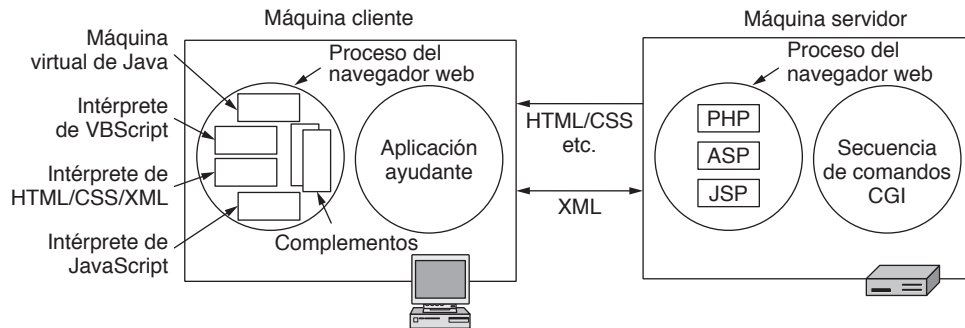 Máquina cliente
Máquina servidor
Máquina
virtual de Java
Intérprete
de VBScript
Intérprete de
HTML/CSS/XML
Intérprete de
JavaScript
Proceso del
navegador web
Complementos
Aplicación
ayudante
HTML/CSS
etc.
XML
Proceso del
navegador web
PHP
ASP
JSP
Secuencia
de comandos
CGI